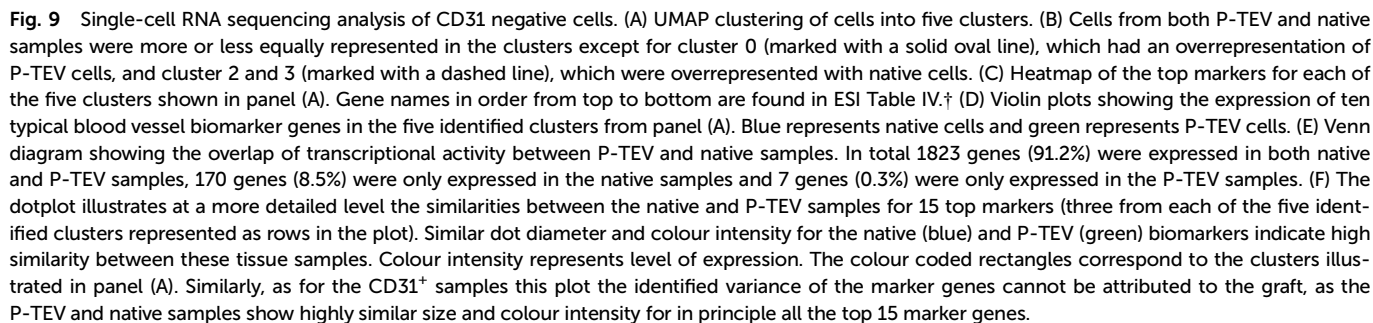 Fig. 9 Single-cell RNA sequencing analysis of CD31 negative cells. (A) UMAP clustering of cells into five clusters. (B) Cells from both P-TEV and native
samples were more or less equally represented in the clusters except for cluster 0 (marked with a solid oval line), which had an overrepresentation of
P-TEV cells, and cluster 2 and 3 (marked with a dashed line), which were overrepresented with native cells. (C) Heatmap of the top markers for each of
the five clusters shown in panel (A). Gene names in order from top to bottom are found in ESI Table IV.† (D) Violin plots showing the expression of ten
typical blood vessel biomarker genes in the five identified clusters from panel (A). Blue represents native cells and green represents P-TEV cells. (E) Venn
diagram showing the overlap of transcriptional activity between P-TEV and native samples. In total 1823 genes (91.2%) were expressed in both native
and P-TEV samples, 170 genes (8.5%) were only expressed in the native samples and 7 genes (0.3%) were only expressed in the P-TEV samples. (F) The
dotplot illustrates at a more detailed level the similarities between the native and P-TEV samples for 15 top markers (three from each of the five ident-
ified clusters represented as rows in the plot). Similar dot diameter and colour intensity for the native (blue) and P-TEV (green) biomarkers indicate high
similarity between these tissue samples. Colour intensity represents level of expression. The colour coded rectangles correspond to the clusters illus-
trated in panel (A). Similarly, as for the CD31⁺ samples this plot the identified variance of the marker genes cannot be attributed to the graft, as the
P-TEV and native samples show highly similar size and colour intensity for in principle all the top 15 marker genes.